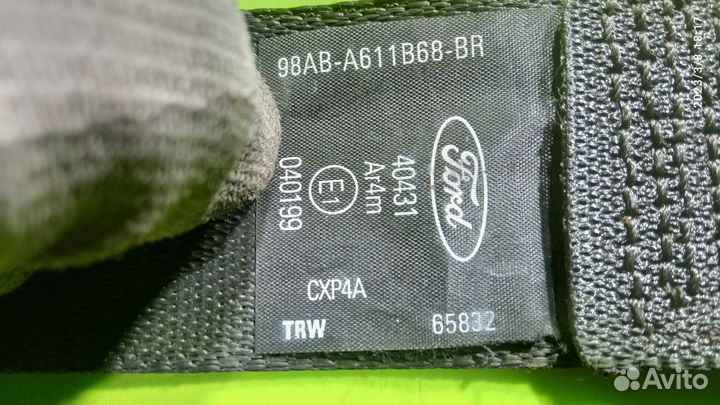 98AB-A611B68-BR
Ford
40431
Ar4m
E1
040199
CXP4A
TRW
65832
Avito